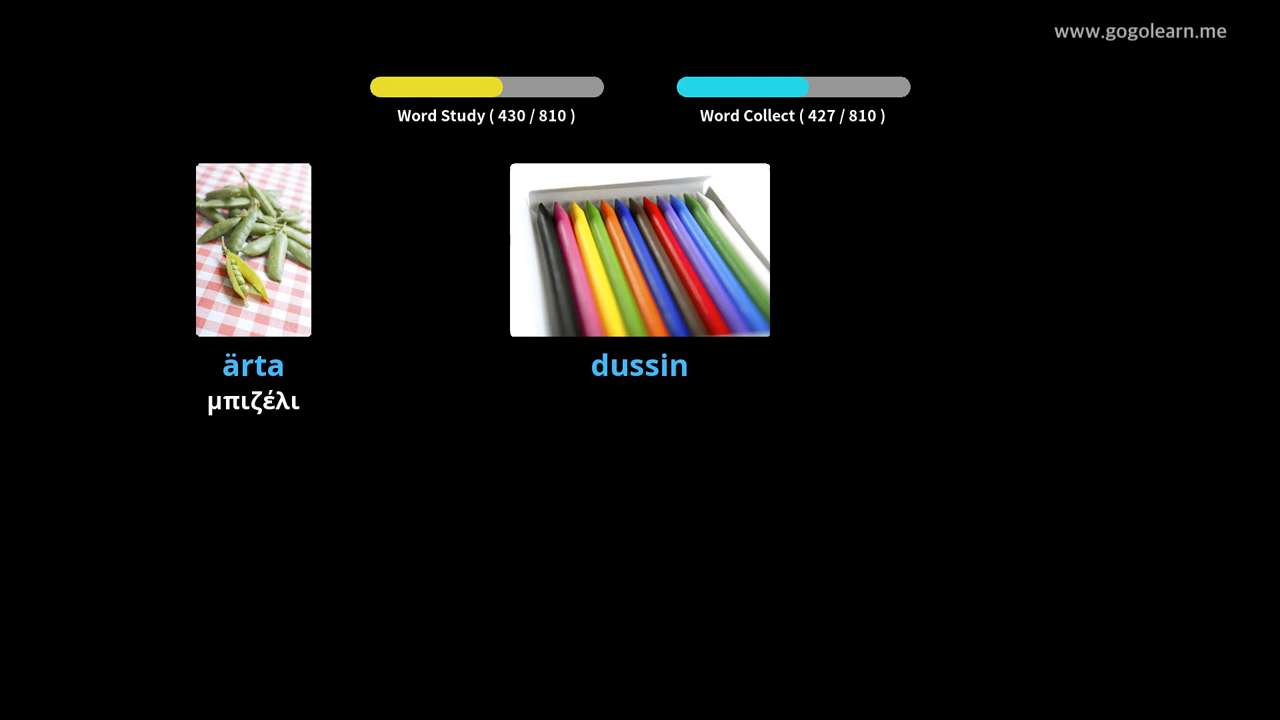 www.gogolearn.me
Word Study ( 430 / 810 )
Word Collect ( 427 / 810 )
ärta
μπιζέλι
dussin